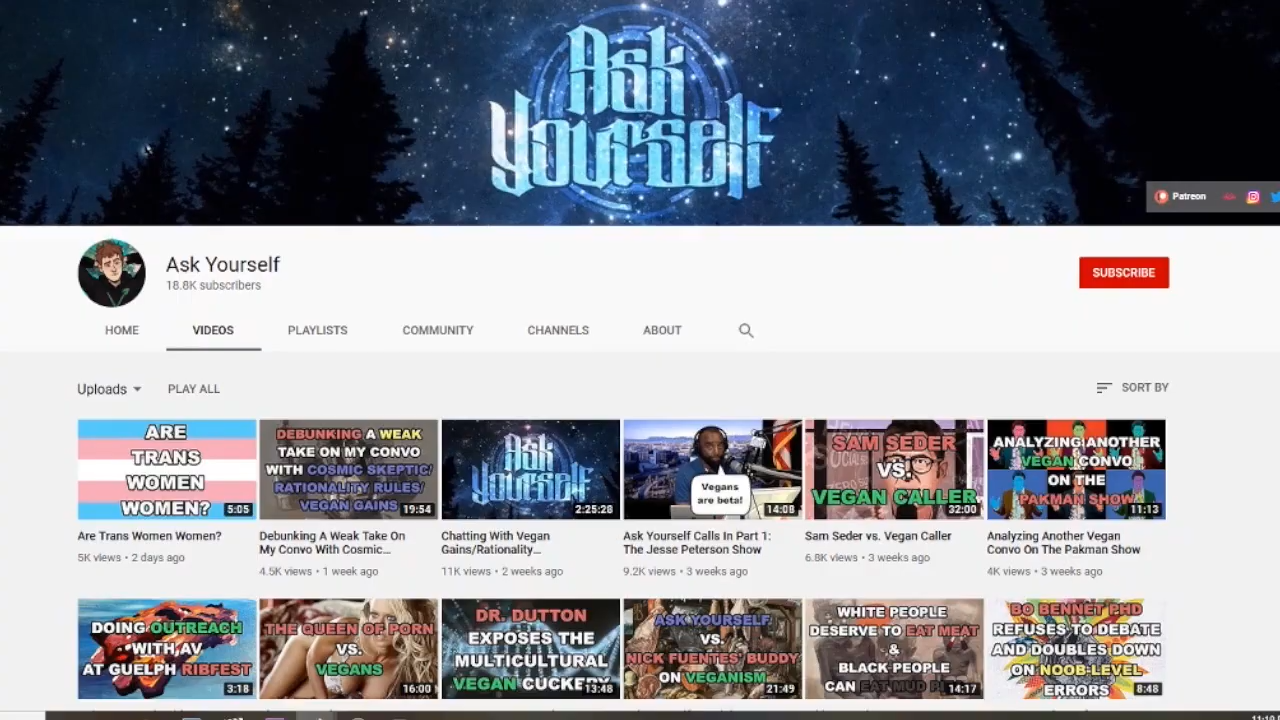 Ask
Yourself
Patreon
Ask Yourself
18.8K subscribers
SUBSCRIBE
HOME
VIDEOS
PLAYLISTS
COMMUNITY
CHANNELS
ABOUT
Uploads
PLAY ALL
SORT BY
ARE
TRANS
WOMEN
WOMEN?
5:05
DEBUNKING A WEAK
TAKE ON MY CONVO
WITH COSMIC SKEPTIC/
RATIONALITY RULES/
VEGAN GAINS
19:54
Ask
Yourself
2:25:28
Vegans
are beta!
14:08
SAM SEDER
VS.
VEGAN CALLER
32:00
ANALYZING ANOTHER
VEGAN CONVO
ON THE
PAKMAN SHOW
11:13
Are Trans Women Women?
5K views • 2 days ago
Debunking A Weak Take On
My Convo With Cosmic...
4.5K views • 1 week ago
Chatting With Vegan
Gains/Rationality...
11K views • 2 weeks ago
Ask Yourself Calls In Part 1:
The Jesse Peterson Show
9.2K views • 3 weeks ago
Sam Seder vs. Vegan Caller
6.8K views • 3 weeks ago
Analyzing Another Vegan
Convo On The Pakman Show
4K views • 3 weeks ago
DOING OUTREACH
WITH AV
AT GUELPH RIBFEST
3:18
THE QUEEN OF PORN
VS.
VEGANS
16:00
DR. DUTTON
EXPOSES THE
MULTICULTURAL
VEGAN
13:48
ASK YOURSELF
VS.
NICK FUENTES' BUDDY
ON VEGANISM
21:49
WHITE PEOPLE
DESERVE TO EAT MEAT
&
BLACK PEOPLE
CAN EAT MUD
14:17
BO BENNET PHD
REFUSES TO DEBATE
AND DOUBLES DOWN
ON NOOB-LEVEL
ERRORS
8:48